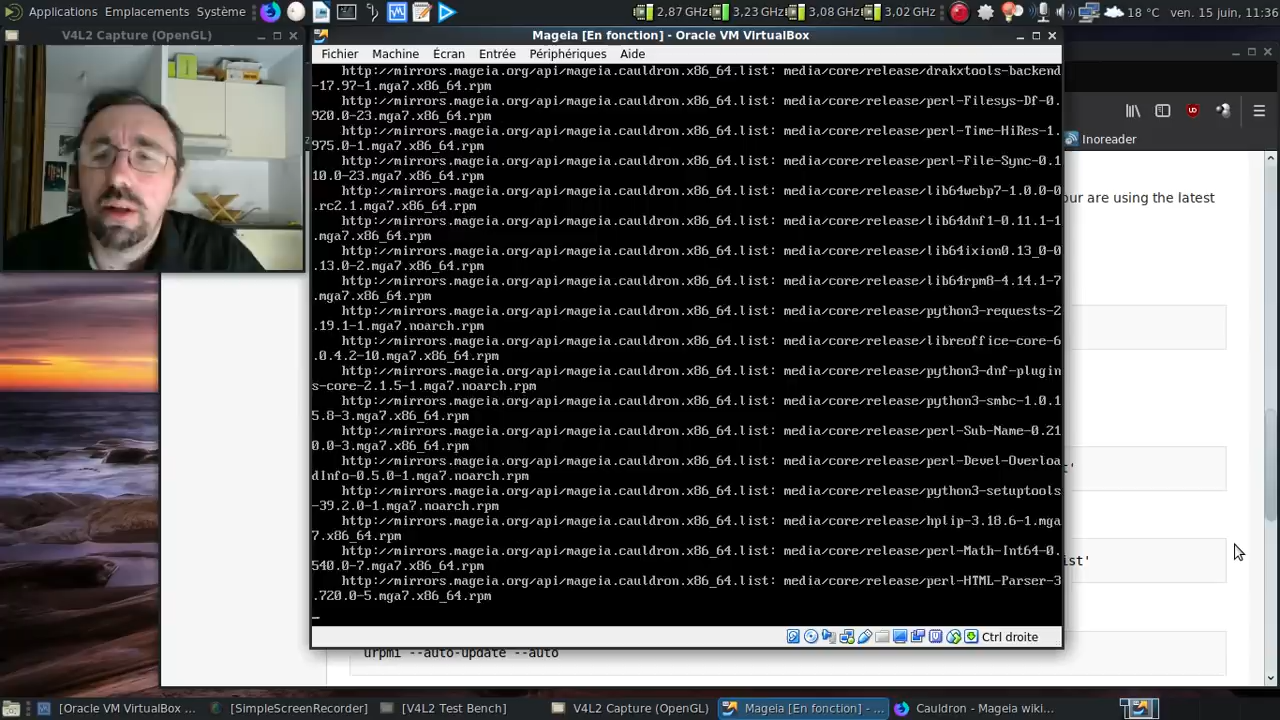 Applications Emplacements Système 2,87 GHz 3,23 GHz 3,08 GHz 3,02 GHz 18 °C ven. 15 juin, 11:36
V4L2 Capture (OpenGL)
Mageia [En fonction] - Oracle VM VirtualBox
Fichier Machine Écran Entrée Périphériques Aide
http://mirrors.mageia.org/api/mageia.cauldron.x86_64.list: media/core/release/drakxtools-backend
-17.97-1.mga7.x86_64.rpm
http://mirrors.mageia.org/api/mageia.cauldron.x86_64.list: media/core/release/perl-Filesys-Df-0.
920.0-23.mga7.x86_64.rpm
http://mirrors.mageia.org/api/mageia.cauldron.x86_64.list: media/core/release/perl-Time-HiRes-1.
975.0-1.mga7.x86_64.rpm
http://mirrors.mageia.org/api/mageia.cauldron.x86_64.list: media/core/release/perl-File-Sync-0.1
10.0-23.mga7.x86_64.rpm
http://mirrors.mageia.org/api/mageia.cauldron.x86_64.list: media/core/release/lib64webp7-1.0.0-0
.rc2.1.mga7.x86_64.rpm
http://mirrors.mageia.org/api/mageia.cauldron.x86_64.list: media/core/release/lib64dnf1-0.11.1-1
.mga7.x86_64.rpm
http://mirrors.mageia.org/api/mageia.cauldron.x86_64.list: media/core/release/lib64ixion0.13_0-0
.13.0-2.mga7.x86_64.rpm
http://mirrors.mageia.org/api/mageia.cauldron.x86_64.list: media/core/release/lib64rpm8-4.14.1-7
.mga7.x86_64.rpm
http://mirrors.mageia.org/api/mageia.cauldron.x86_64.list: media/core/release/python3-requests-2
.19.1-1.mga7.noarch.rpm
http://mirrors.mageia.org/api/mageia.cauldron.x86_64.list: media/core/release/libreoffice-core-6
.0.4.2-10.mga7.x86_64.rpm
http://mirrors.mageia.org/api/mageia.cauldron.x86_64.list: media/core/release/python3-dnf-plugin
s-core-2.1.5-1.mga7.noarch.rpm
http://mirrors.mageia.org/api/mageia.cauldron.x86_64.list: media/core/release/python3-smbc-1.0.1
5.8-3.mga7.x86_64.rpm
http://mirrors.mageia.org/api/mageia.cauldron.x86_64.list: media/core/release/perl-Sub-Name-0.21
0.0-3.mga7.x86_64.rpm
http://mirrors.mageia.org/api/mageia.cauldron.x86_64.list: media/core/release/perl-Devel-Overloa
dInfo-0.5.0-1.mga7.noarch.rpm
http://mirrors.mageia.org/api/mageia.cauldron.x86_64.list: media/core/release/python3-setuptools
-39.2.0-1.mga7.noarch.rpm
http://mirrors.mageia.org/api/mageia.cauldron.x86_64.list: media/core/release/hplip-3.18.6-1.mga
7.x86_64.rpm
http://mirrors.mageia.org/api/mageia.cauldron.x86_64.list: media/core/release/perl-Math-Int64-0.
540.0-7.mga7.x86_64.rpm
http://mirrors.mageia.org/api/mageia.cauldron.x86_64.list: media/core/release/perl-HTML-Parser-3
.720.0-5.mga7.x86_64.rpm
Ctrl droite
Inoreader
our are using the latest
t'
ist'
urpmi --auto-update --auto
[Oracle VM VirtualBox ... [SimpleScreenRecorder] [V4L2 Test Bench] V4L2 Capture (OpenGL) Mageia [En fonction] - ... Cauldron - Mageia wiki...